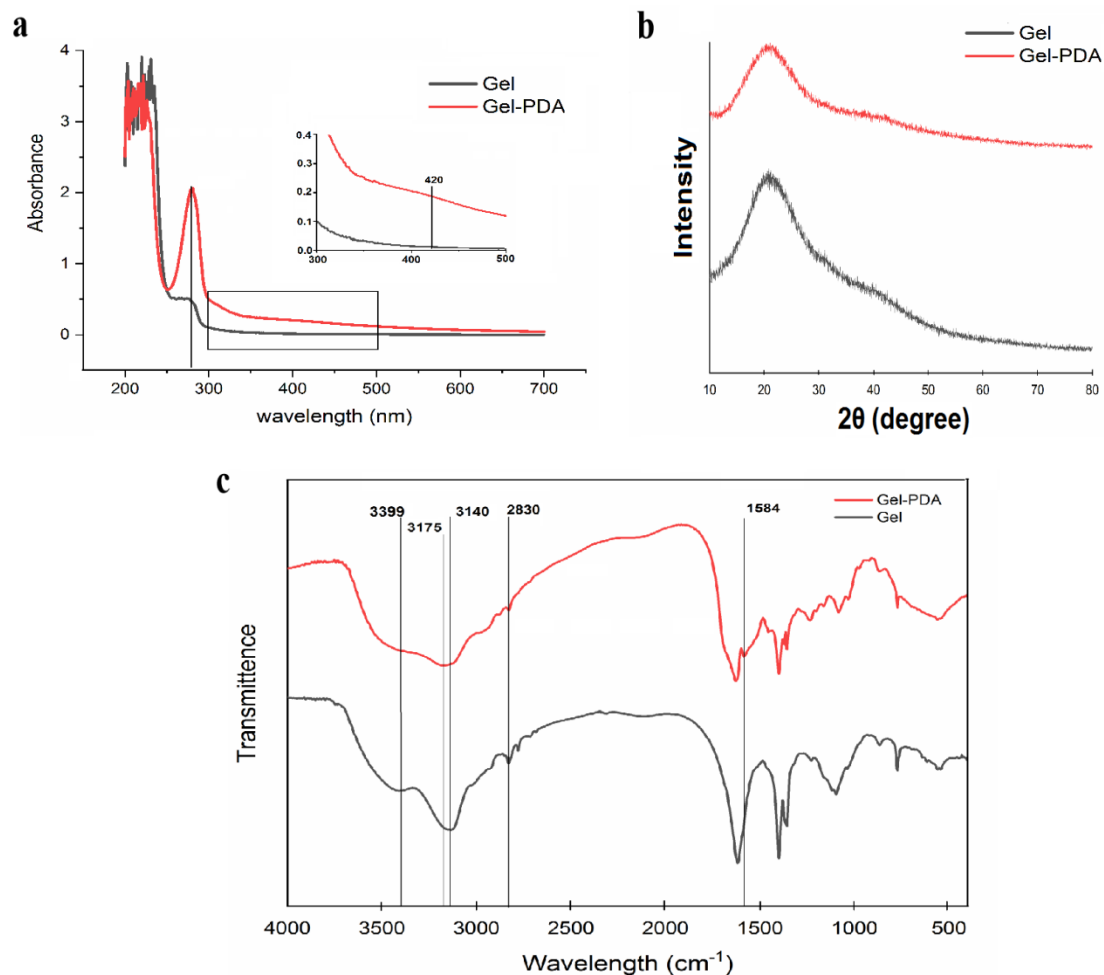 a
Absorbance
4
3
2
1
0
200 300 400 500 600 700
wavelength (nm)
Gel
Gel-PDA
0.4
0.3
0.2
0.1
0.0
300 400 500
420
b
Gel
Gel-PDA
Intensity
10 20 30 40 50 60 70 80
2θ (degree)
c
3399 3140 2830 1584
3175
Gel-PDA
Gel
Transmittence
4000 3500 3000 2500 2000 1500 1000 500
Wavelength (cm⁻¹)